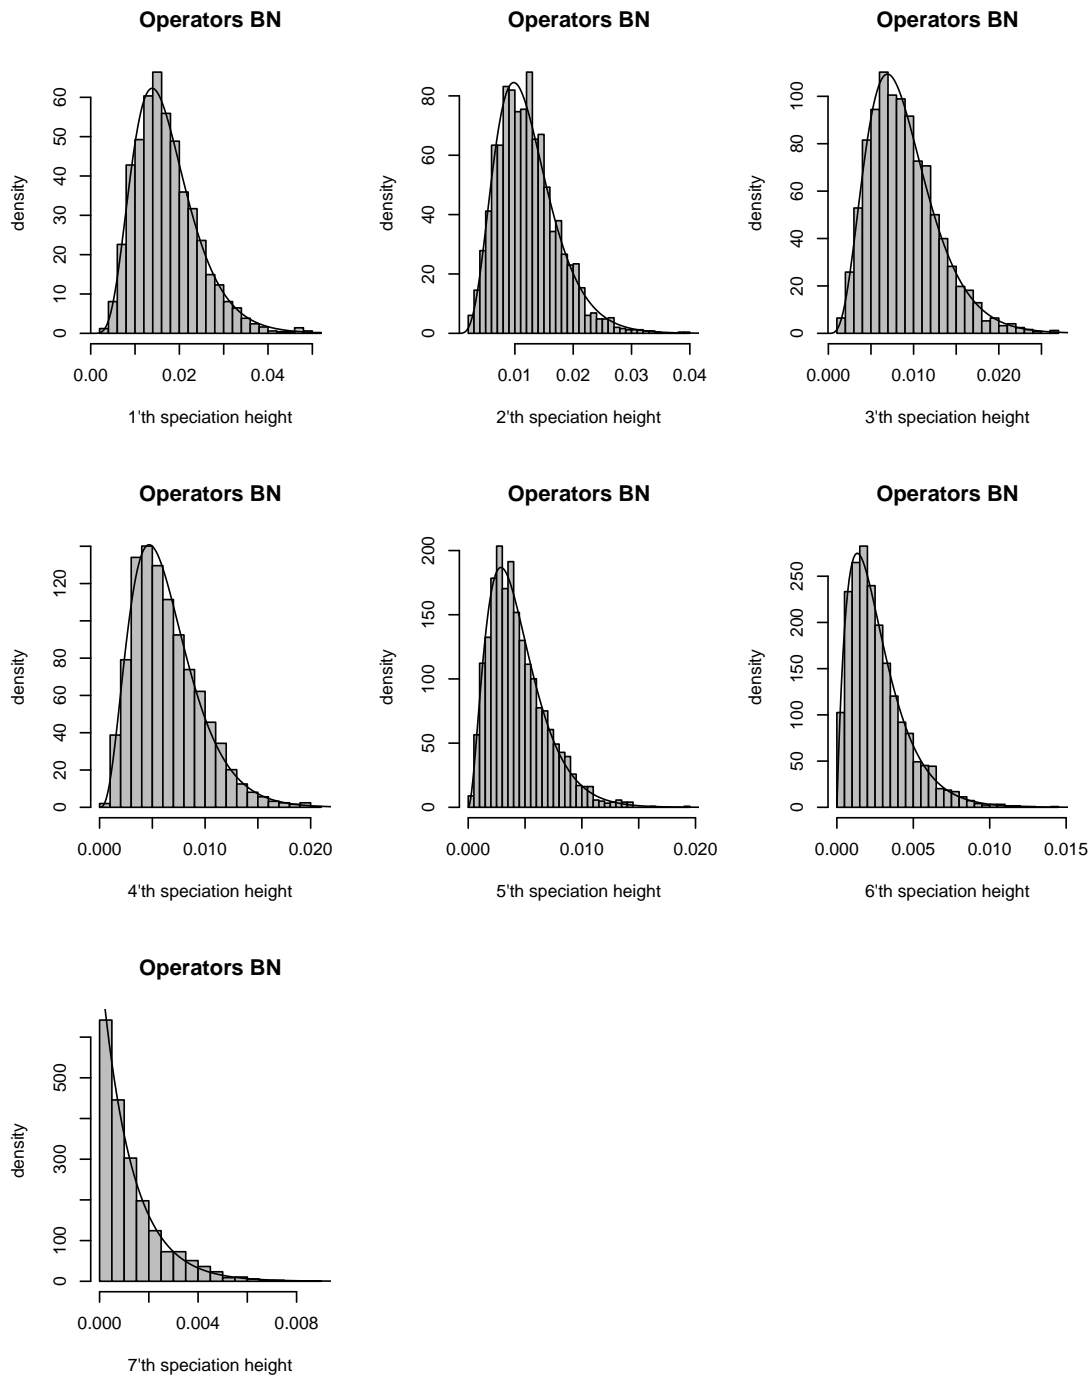 Operators BN
Operators BN
Operators BN
density
0 10 20 30 40 50 60
0.00 0.02 0.04
1'th speciation height
density
0 20 40 60 80
0.01 0.02 0.03 0.04
2'th speciation height
density
0 20 40 60 80 100
0.000 0.010 0.020
3'th speciation height
Operators BN
Operators BN
Operators BN
density
0 20 40 60 80 120
0.000 0.010 0.020
4'th speciation height
density
0 50 100 150 200
0.000 0.010 0.020
5'th speciation height
density
0 50 100 150 200 250
0.000 0.005 0.010 0.015
6'th speciation height
Operators BN
density
0 100 300 500
0.000 0.004 0.008
7'th speciation height